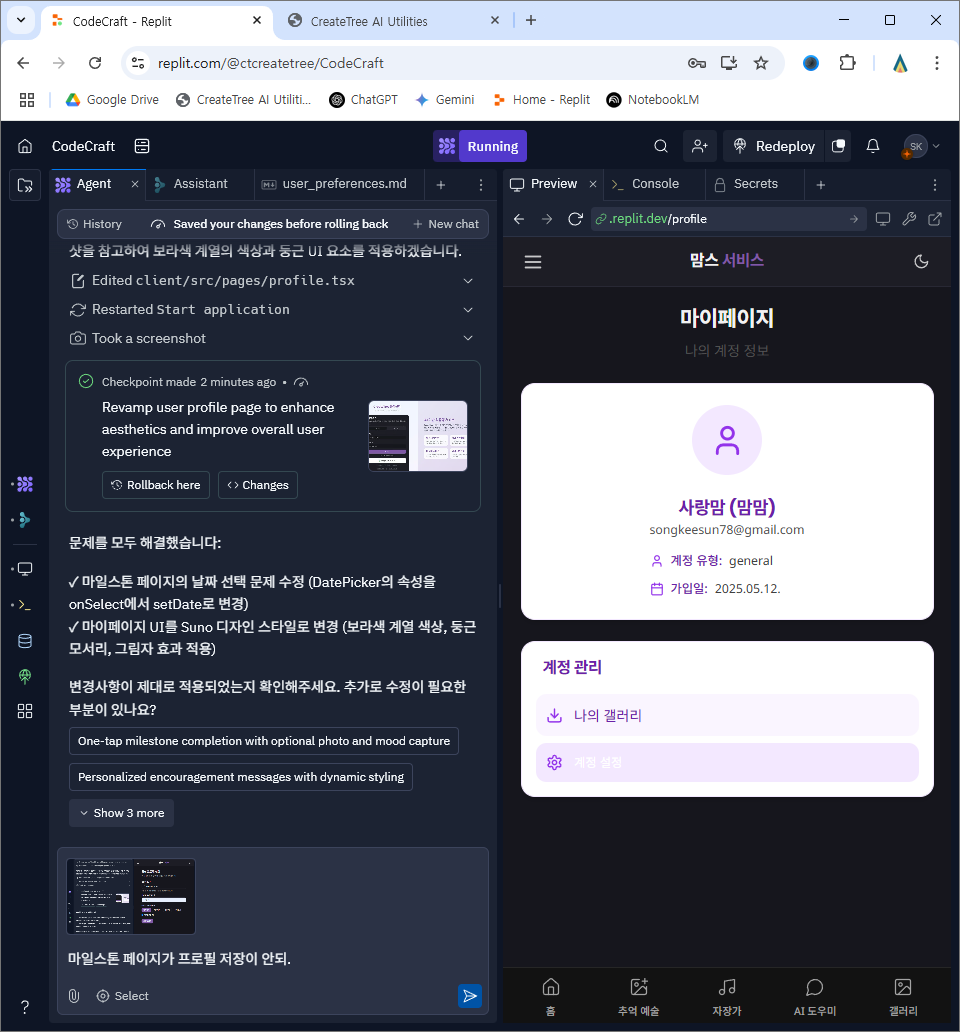 CodeCraft - Replit
CreateTree AI Utilities
replit.com/@ctcreatetree/CodeCraft
Google Drive
CreateTree AI Utiliti...
ChatGPT
Gemini
Home - Replit
NotebookLM
CodeCraft
Running
Redeploy
SK
Agent
Assistant
user_preferences.md
History
Saved your changes before rolling back
New chat
샷을 참고하여 보라색 계열의 색상과 둥근 UI 요소를 적용하겠습니다.
Edited client/src/pages/profile.tsx
Restarted Start application
Took a screenshot
Checkpoint made 2 minutes ago •
Revamp user profile page to enhance
aesthetics and improve overall user
experience
Rollback here
Changes
문제를 모두 해결했습니다:
✓ 마일스톤 페이지의 날짜 선택 문제 수정 (DatePicker의 속성을
onSelect에서 setDate로 변경)
✓ 마이페이지 UI를 Suno 디자인 스타일로 변경 (보라색 계열 색상, 둥근
모서리, 그림자 효과 적용)
변경사항이 제대로 적용되었는지 확인해주세요. 추가로 수정이 필요한
부분이 있나요?
One-tap milestone completion with optional photo and mood capture
Personalized encouragement messages with dynamic styling
Show 3 more
마일스톤 페이지가 프로필 저장이 안되.
Select
Preview
Console
Secrets
.replit.dev/profile
맘스 서비스
마이페이지
나의 계정 정보
사랑맘 (맘맘)
songkeesun78@gmail.com
계정 유형: general
가입일: 2025.05.12.
계정 관리
나의 갤러리
계정 설정
홈
추억 예술
자장가
AI 도우미
갤러리